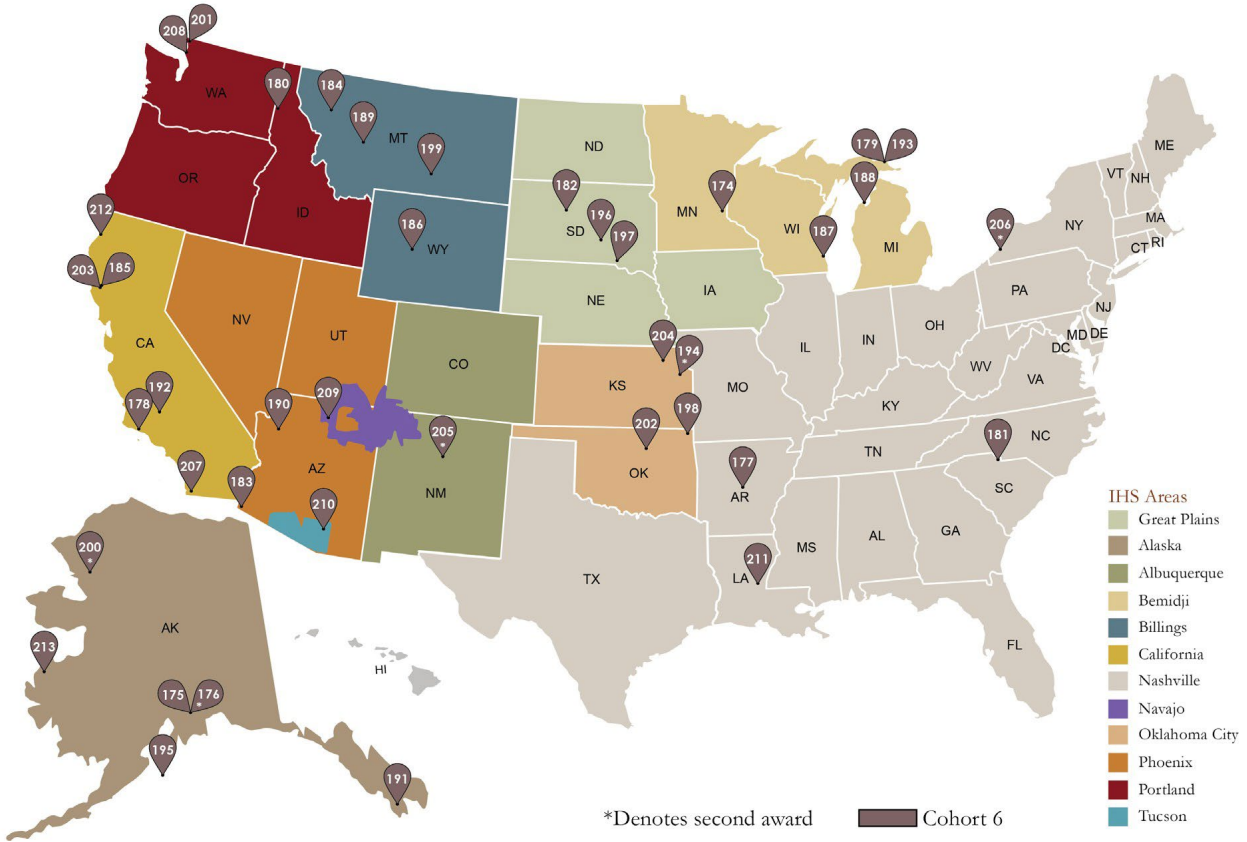 201
208
180
184
WA
189
MT
199
ND
ME
179
193
VT
NH
OR
182
174
188
ID
212
186
WY
196
SD
197
MN
WI
187
MI
206
*
NY
MA
CT
RI
203
185
NE
IA
PA
NJ
NV
UT
CA
CO
204
194
*
IL
IN
OH
MD
DE
DC
WV
VA
KS
MO
KY
192
178
190
209
205
*
202
198
181
NC
TN
207
183
AZ
NM
OK
177
AR
SC
210
MS
AL
GA
200
*
211
LA
TX
FL
AK
HI
213
175
176
*
195
191
IHS Areas
Great Plains
Alaska
Albuquerque
Bemidji
Billings
California
Nashville
Navajo
Oklahoma City
Phoenix
Portland
Tucson
*Denotes second award
Cohort 6